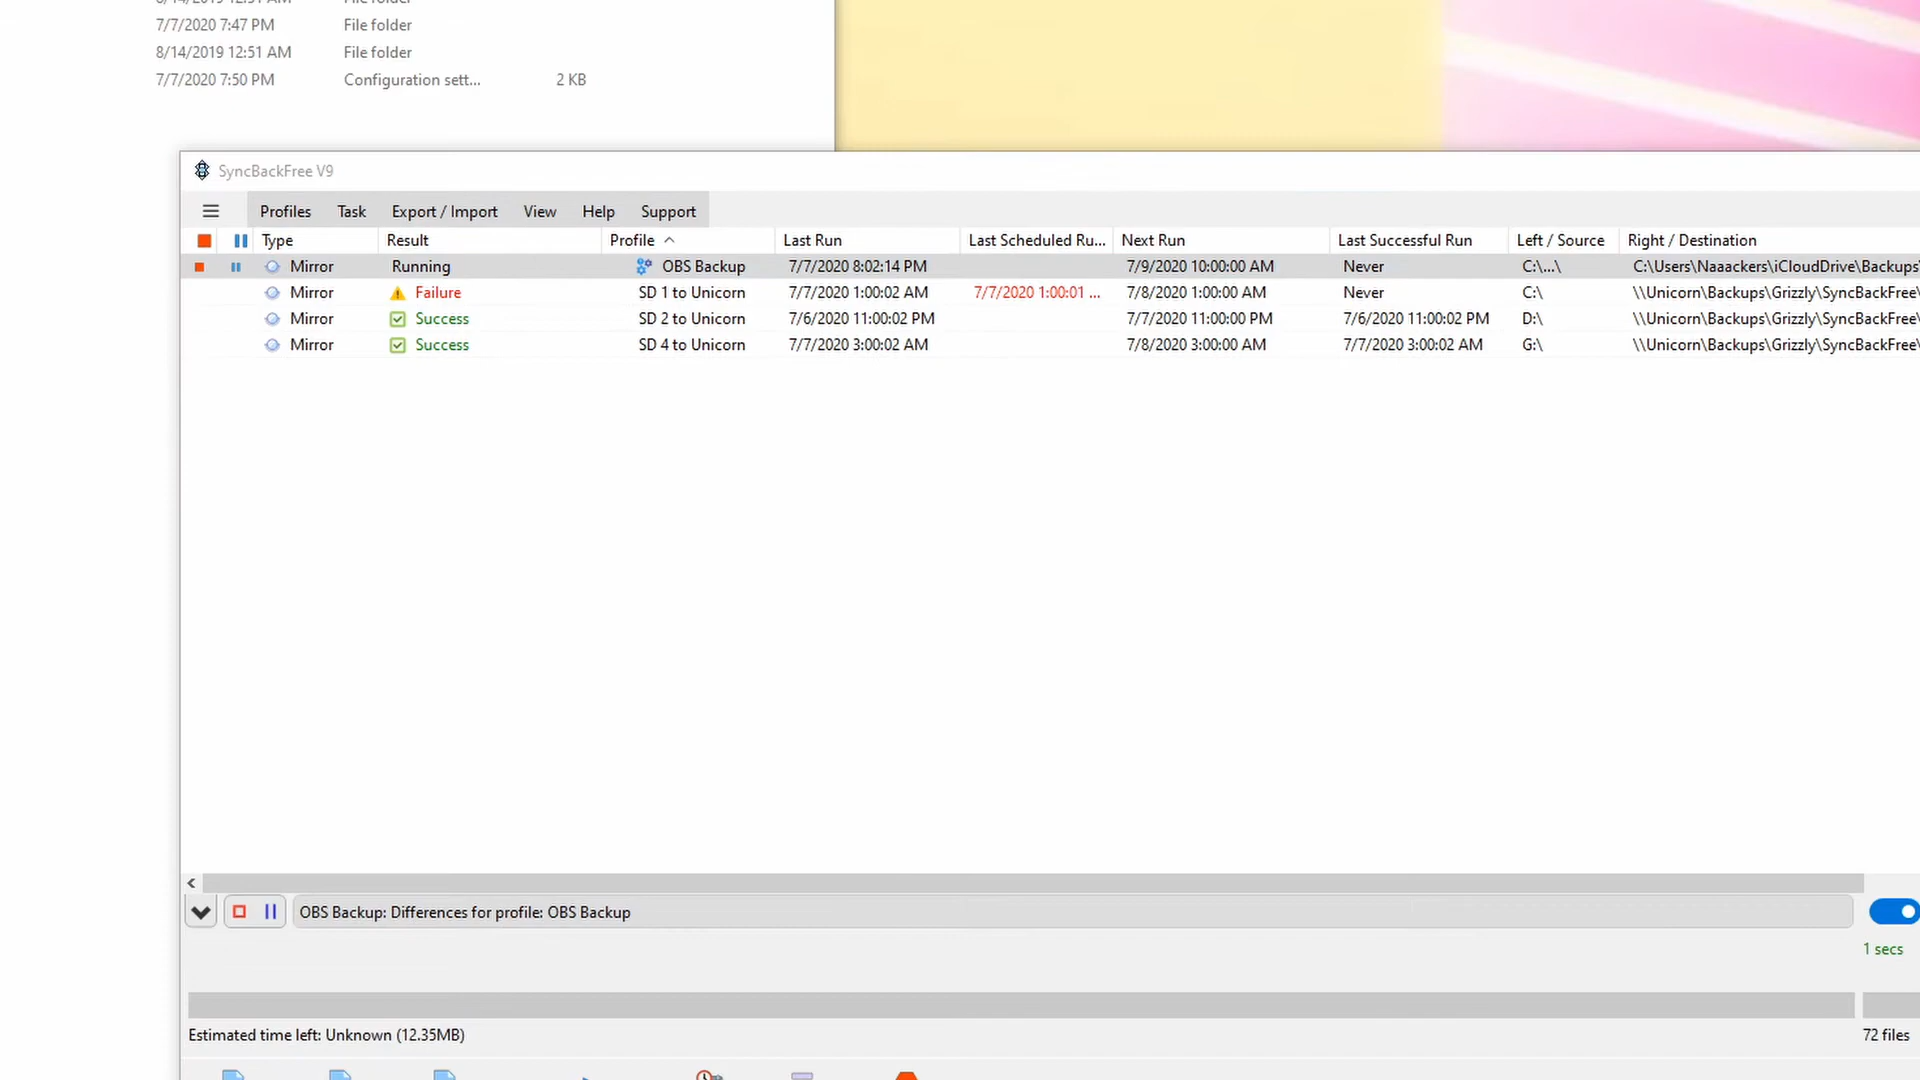 8/14/2019 12:51 AM File folder
7/7/2020 7:47 PM File folder
8/14/2019 12:51 AM File folder
7/7/2020 7:50 PM Configuration sett... 2 KB
SyncBackFree V9
Profiles Task Export / Import View Help Support
Type Result Profile Last Run Last Scheduled Ru... Next Run Last Successful Run Left / Source Right / Destination
Mirror Running OBS Backup 7/7/2020 8:02:14 PM 7/9/2020 10:00:00 AM Never C:\...\ C:\Users\Naaackers\iCloudDrive\Backups\
Mirror Failure SD 1 to Unicorn 7/7/2020 1:00:02 AM 7/7/2020 1:00:01 ... 7/8/2020 1:00:00 AM Never C:\ \\Unicorn\Backups\Grizzly\SyncBackFree\
Mirror Success SD 2 to Unicorn 7/6/2020 11:00:02 PM 7/7/2020 11:00:00 PM 7/6/2020 11:00:02 PM D:\ \\Unicorn\Backups\Grizzly\SyncBackFree\
Mirror Success SD 4 to Unicorn 7/7/2020 3:00:02 AM 7/8/2020 3:00:00 AM 7/7/2020 3:00:02 AM G:\ \\Unicorn\Backups\Grizzly\SyncBackFree\
OBS Backup: Differences for profile: OBS Backup
1 secs
Estimated time left: Unknown (12.35MB) 72 files